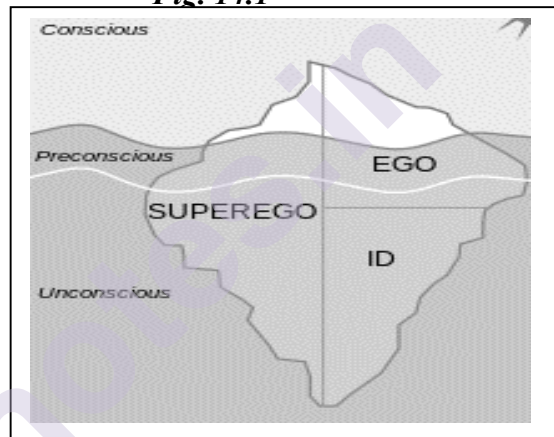 Fig. 14.1
Conscious
Preconscious
EGO
SUPEREGO
ID
Unconscious